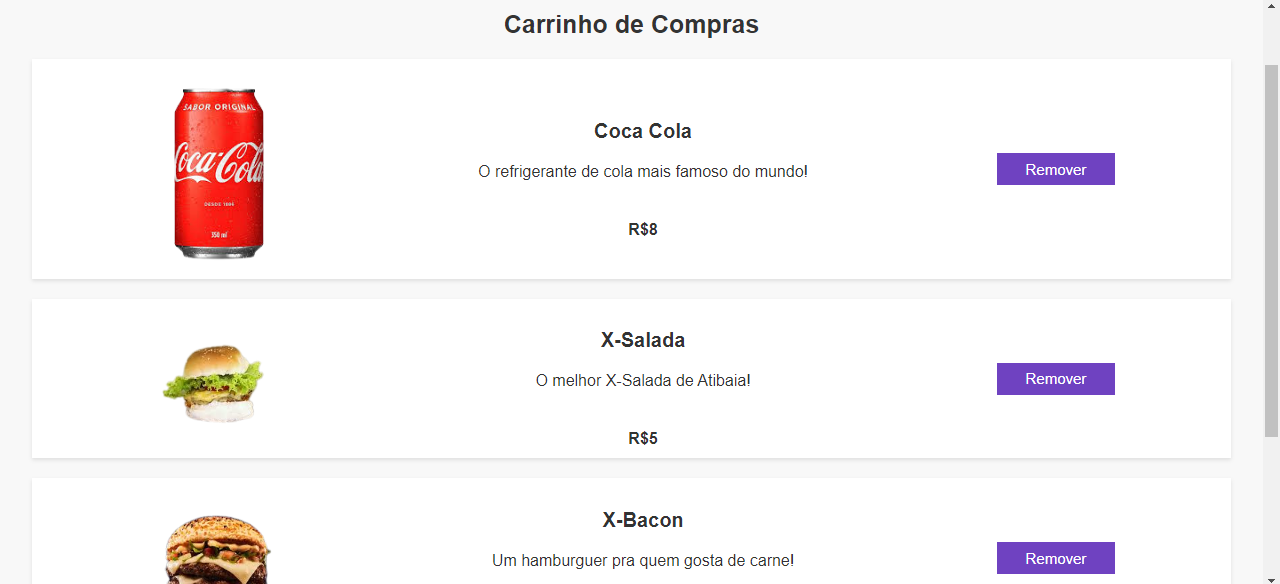 Carrinho de Compras
SABOR ORIGINAL
Coca-Cola
DESDE 1886
350 ml
Coca Cola
O refrigerante de cola mais famoso do mundo!
R$8
Remover
X-Salada
O melhor X-Salada de Atibaia!
R$5
Remover
X-Bacon
Um hamburguer pra quem gosta de carne!
Remover